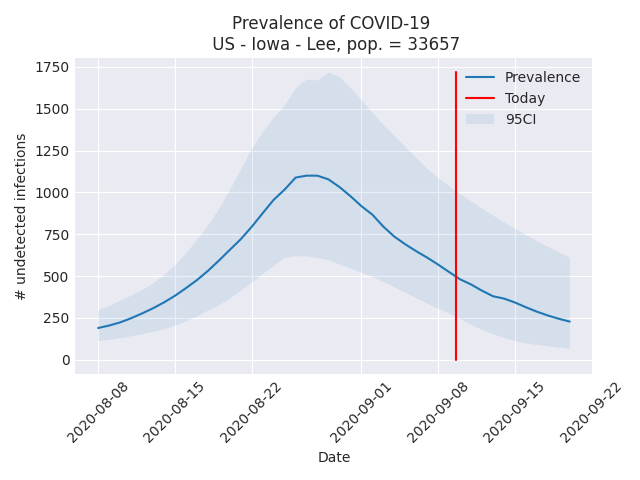 Prevalence of COVID-19
US - Iowa - Lee, pop. = 33657
1750
1500
1250
1000
750
500
250
0
# undetected infections
Prevalence
Today
95CI
2020-08-08
2020-08-15
2020-08-22
2020-09-01
2020-09-08
2020-09-15
2020-09-22
Date